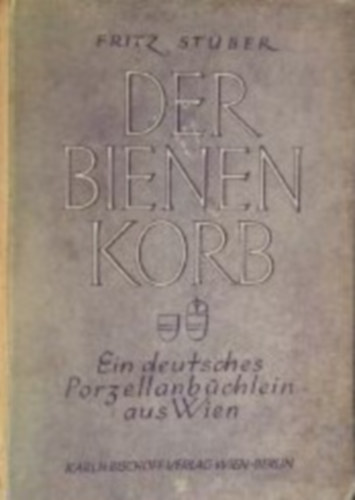 FRITZ STÜBER
DER
BIENEN
KORB
Ein deutsches
Porzellanbüchlein
aus Wien
KARL H. BISCHOFF VERLAG WIEN-BERLIN